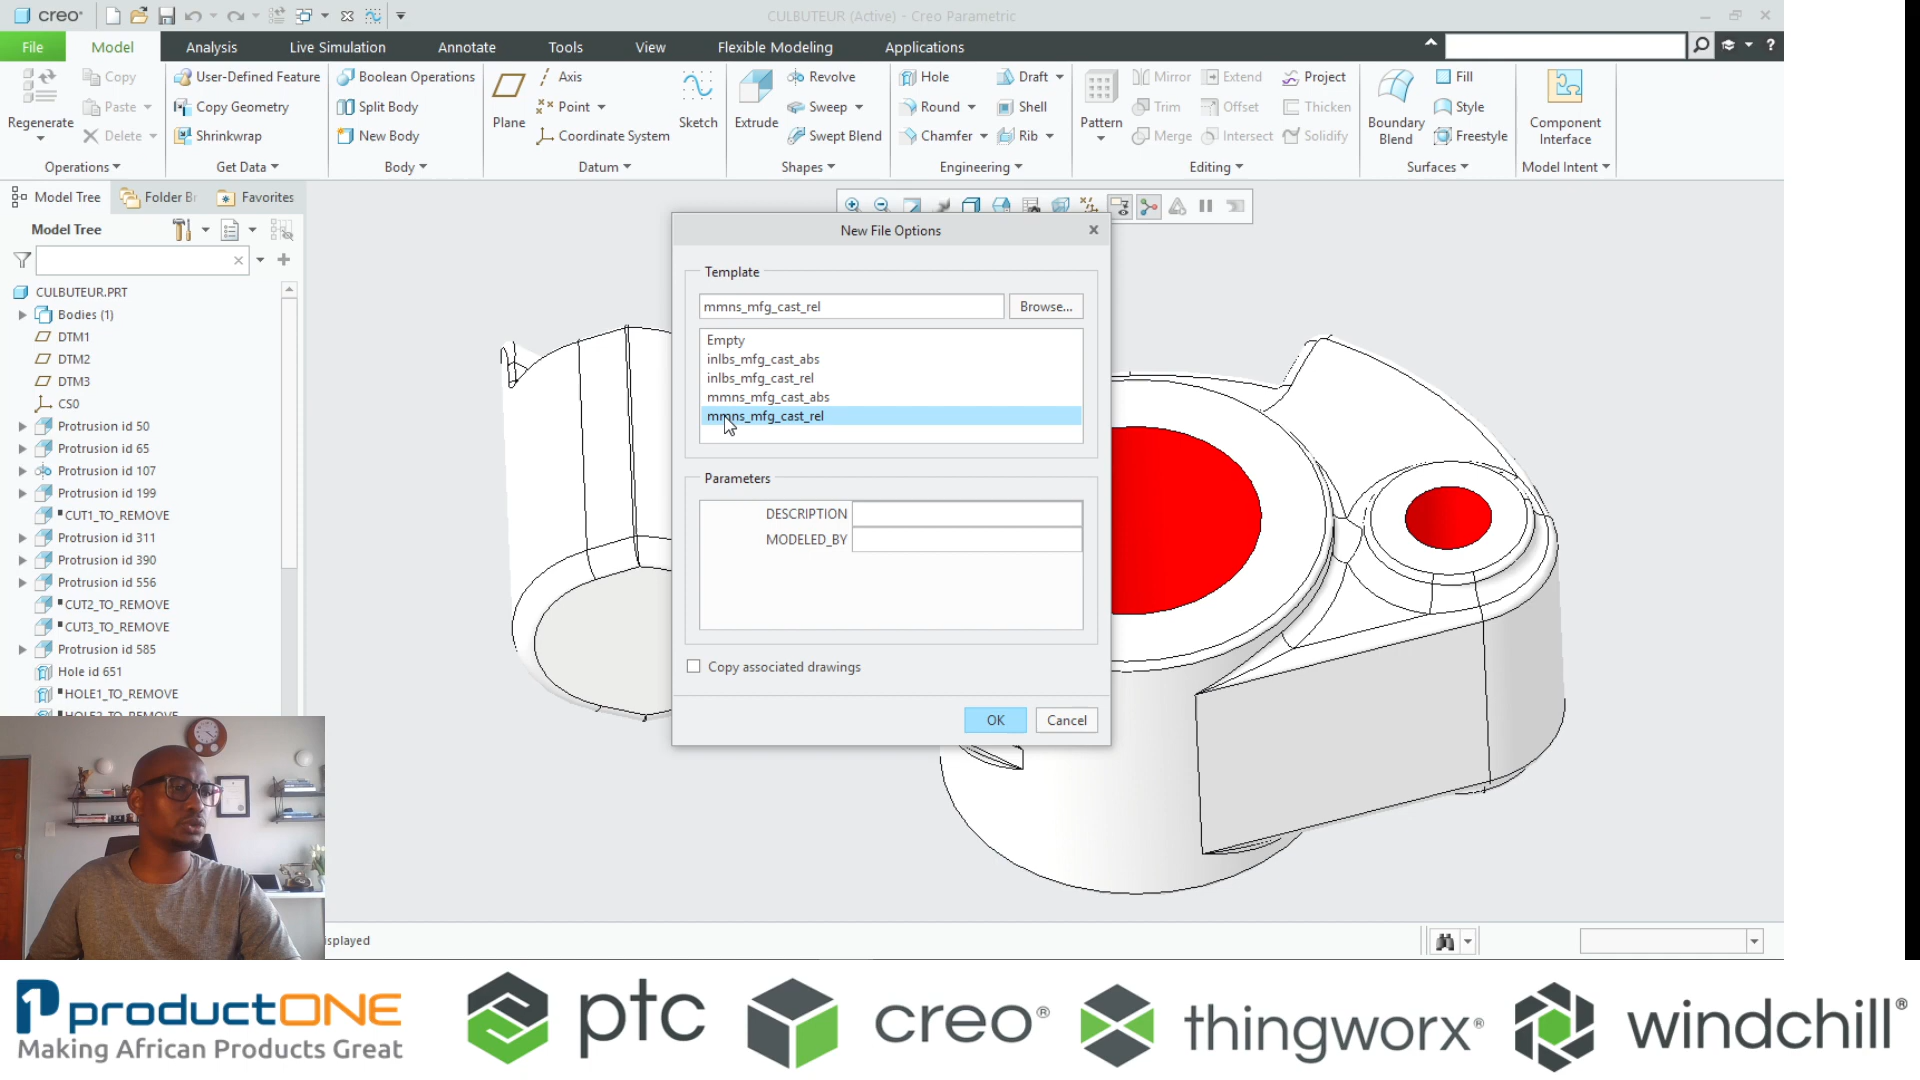 creo®
CULBUTEUR (Active) - Creo Parametric
File
Model
Analysis
Live Simulation
Annotate
Tools
View
Flexible Modeling
Applications
?
Regenerate
Copy
Paste
Delete
Operations
User-Defined Feature
Copy Geometry
Shrinkwrap
Get Data
Boolean Operations
Split Body
New Body
Body
Plane
Axis
Point
Coordinate System
Sketch
Datum
Extrude
Revolve
Sweep
Swept Blend
Shapes
Hole
Draft
Round
Shell
Chamfer
Rib
Engineering
Pattern
Mirror
Extend
Project
Trim
Offset
Thicken
Merge
Intersect
Solidify
Editing
Boundary
Blend
Fill
Style
Freestyle
Surfaces
Component
Interface
Model Intent
Model Tree
Folder Br
Favorites
Model Tree
CULBUTEUR.PRT
Bodies (1)
DTM1
DTM2
DTM3
CS0
Protrusion id 50
Protrusion id 65
Protrusion id 107
Protrusion id 199
CUT1_TO_REMOVE
Protrusion id 311
Protrusion id 390
Protrusion id 556
CUT2_TO_REMOVE
CUT3_TO_REMOVE
Protrusion id 585
Hole id 651
HOLE1_TO_REMOVE
New File Options
Template
mmns_mfg_cast_rel
Browse...
Empty
inlbs_mfg_cast_abs
inlbs_mfg_cast_rel
mmns_mfg_cast_abs
mmns_mfg_cast_rel
Parameters
DESCRIPTION
MODELED_BY
Copy associated drawings
OK
Cancel
isplayed
productONE
Making African Products Great
ptc
creo®
thingworx®
windchill®